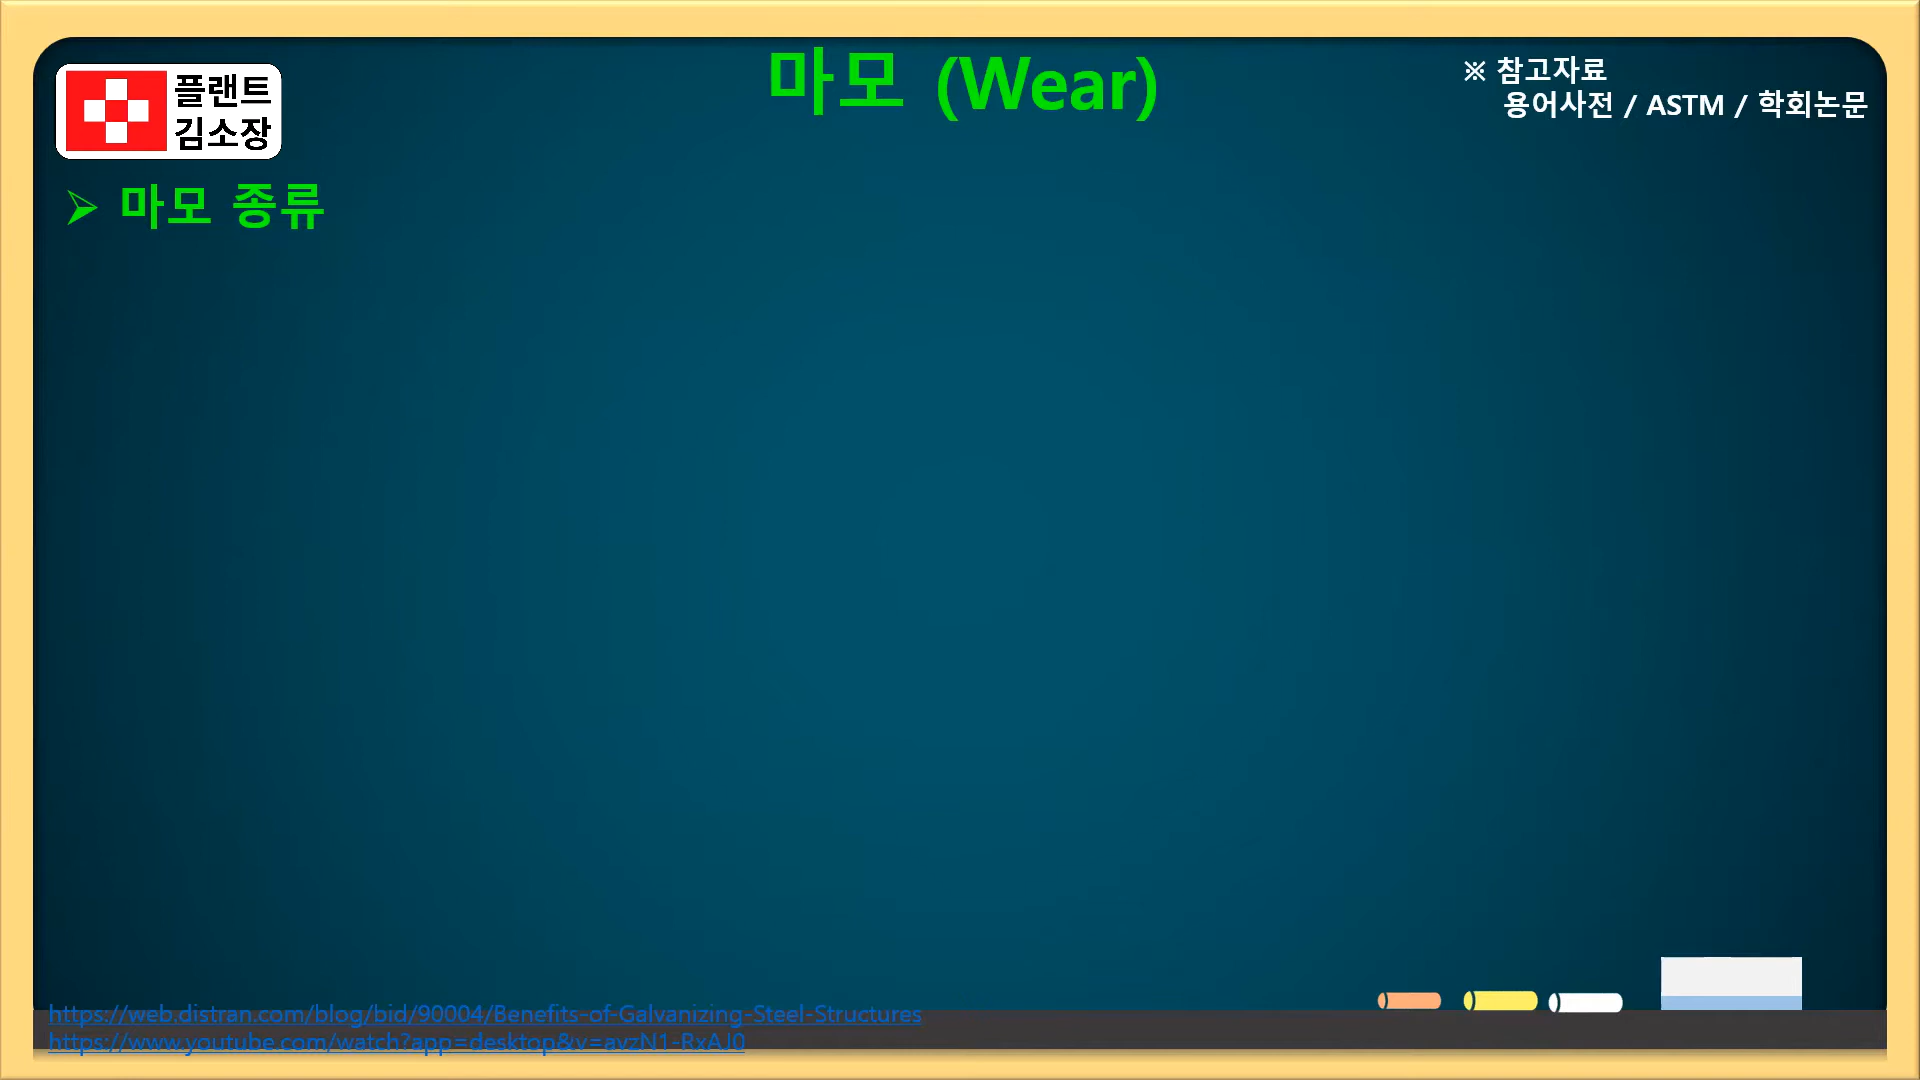 마모 (Wear)
플랜트
김소장
※ 참고자료
용어사전 / ASTM / 학회논문
➢ 마모 종류
https://web.distran.com/blog/bid/90004/Benefits-of-Galvanizing-Steel-Structures
https://www.youtube.com/watch?app=desktop&v=avzN1-RxAJ0